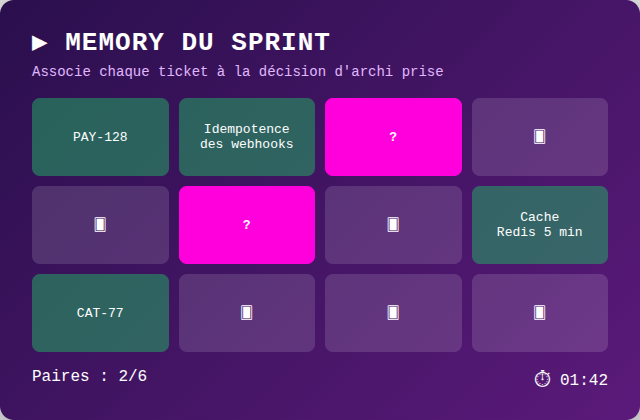 ▶ MEMORY DU SPRINT
Associe chaque ticket à la décision d'archi prise
PAY-128
Idempotence
des webhooks
?
?
Cache
Redis 5 min
CAT-77
Paires : 2/6
⏱ 01:42